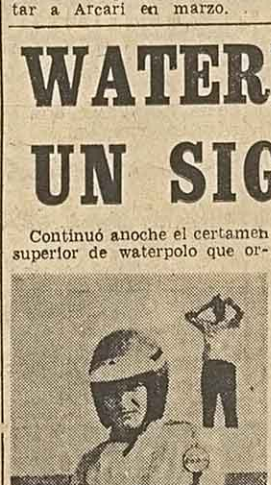 tar a Arcari en marzo.
WATER
UN SIG
Continuó anoche el certamen
superior de waterpolo que or-